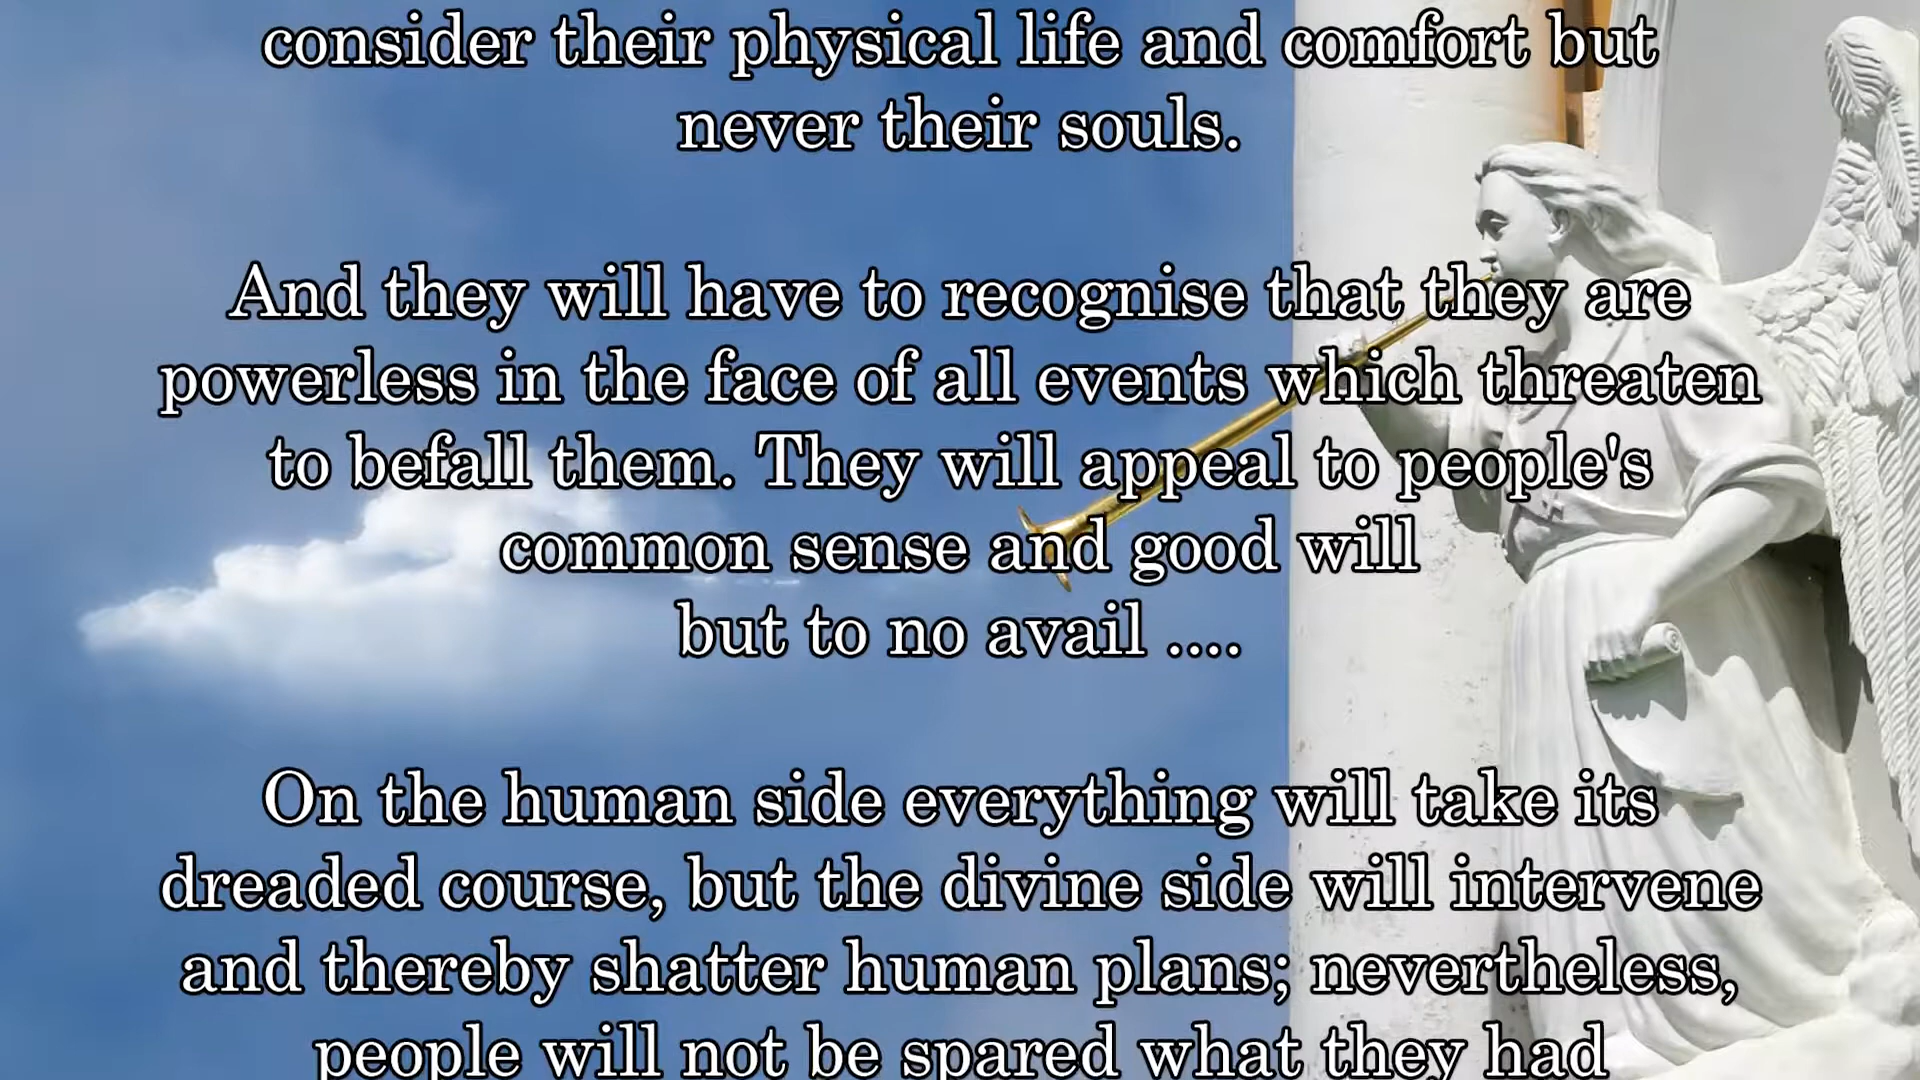 consider their physical life and comfort but
never their souls.
And they will have to recognise that they are
powerless in the face of all events which threaten
to befall them. They will appeal to people's
common sense and good will
but to no avail ....
On the human side everything will take its
dreaded course, but the divine side will intervene
and thereby shatter human plans; nevertheless,
people will not be spared what they had